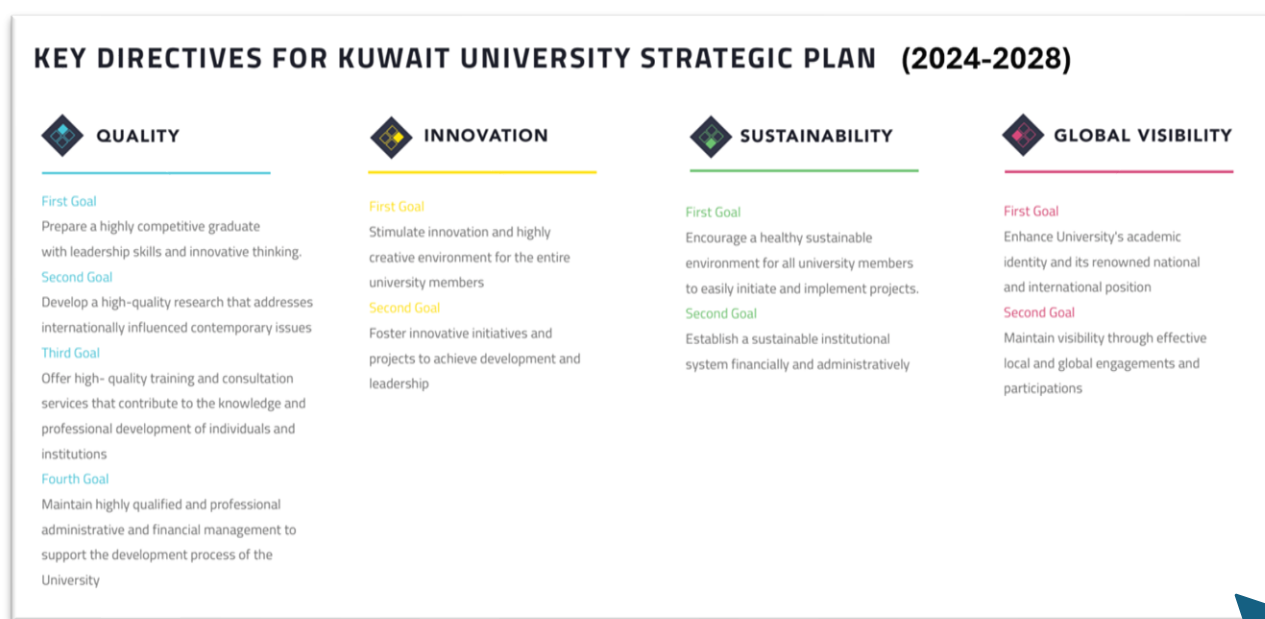 KEY DIRECTIVES FOR KUWAIT UNIVERSITY STRATEGIC PLAN (2024-2028)
QUALITY
First Goal
Prepare a highly competitive graduate
with leadership skills and innovative thinking.
Second Goal
Develop a high-quality research that addresses
internationally influenced contemporary issues
Third Goal
Offer high- quality training and consultation
services that contribute to the knowledge and
professional development of individuals and
institutions
Fourth Goal
Maintain highly qualified and professional
administrative and financial management to
support the development process of the
University
INNOVATION
First Goal
Stimulate innovation and highly
creative environment for the entire
university members
Second Goal
Foster innovative initiatives and
projects to achieve development and
leadership
SUSTAINABILITY
First Goal
Encourage a healthy sustainable
environment for all university members
to easily initiate and implement projects.
Second Goal
Establish a sustainable institutional
system financially and administratively
GLOBAL VISIBILITY
First Goal
Enhance University's academic
identity and its renowned national
and international position
Second Goal
Maintain visibility through effective
local and global engagements and
participations